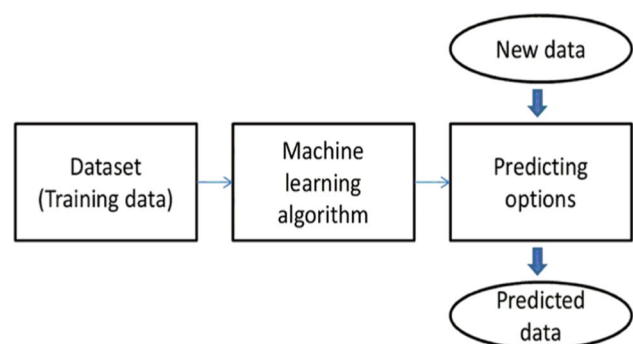 New data
Dataset
(Training data)
Machine
learning
algorithm
Predicting
options
Predicted
data